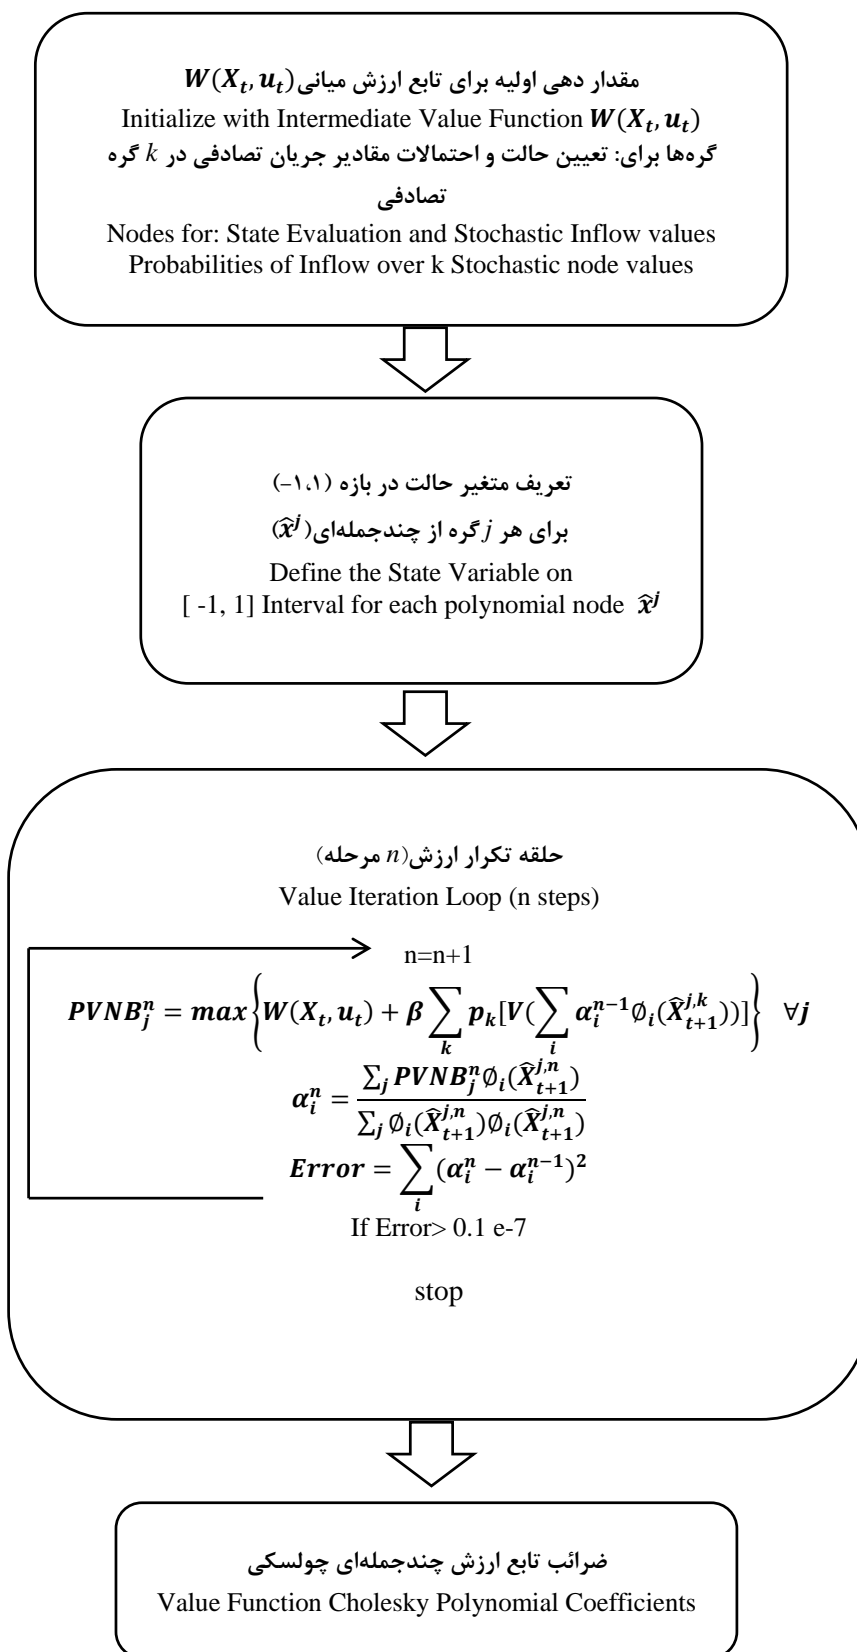 مقدار دهی اولیه برای تابع ارزش میانی W(X_t, u_t)
Initialize with Intermediate Value Function W(X_t, u_t)
گره‌ها برای: تعیین حالت و احتمالات مقادیر جریان تصادفی در k گره
تصادفی
Nodes for: State Evaluation and Stochastic Inflow values
Probabilities of Inflow over k Stochastic node values
تعریف متغیر حالت در بازه (۱،۱-)
برای هر j گره از چندجمله‌ای (x̂^j)
Define the State Variable on
[ -1, 1] Interval for each polynomial node x̂^j
حلقه تکرار ارزش (n مرحله)
Value Iteration Loop (n steps)
n=n+1
PVNB_j^n = max{W(X_t, u_t) + β∑_k p_k[V(∑_i α_i^{n-1}∅_i(X̂_{t+1}^{j,k}))]} ∀j
α_i^n = ∑_j PVNB_j^n ∅_i(X̂_{t+1}^{j,n}) / ∑_j ∅_i(X̂_{t+1}^{j,n})∅_i(X̂_{t+1}^{j,n})
Error = ∑_i (α_i^n − α_i^{n-1})^2
If Error> 0.1 e-7
stop
ضرائب تابع ارزش چندجمله‌ای چولسکی
Value Function Cholesky Polynomial Coefficients